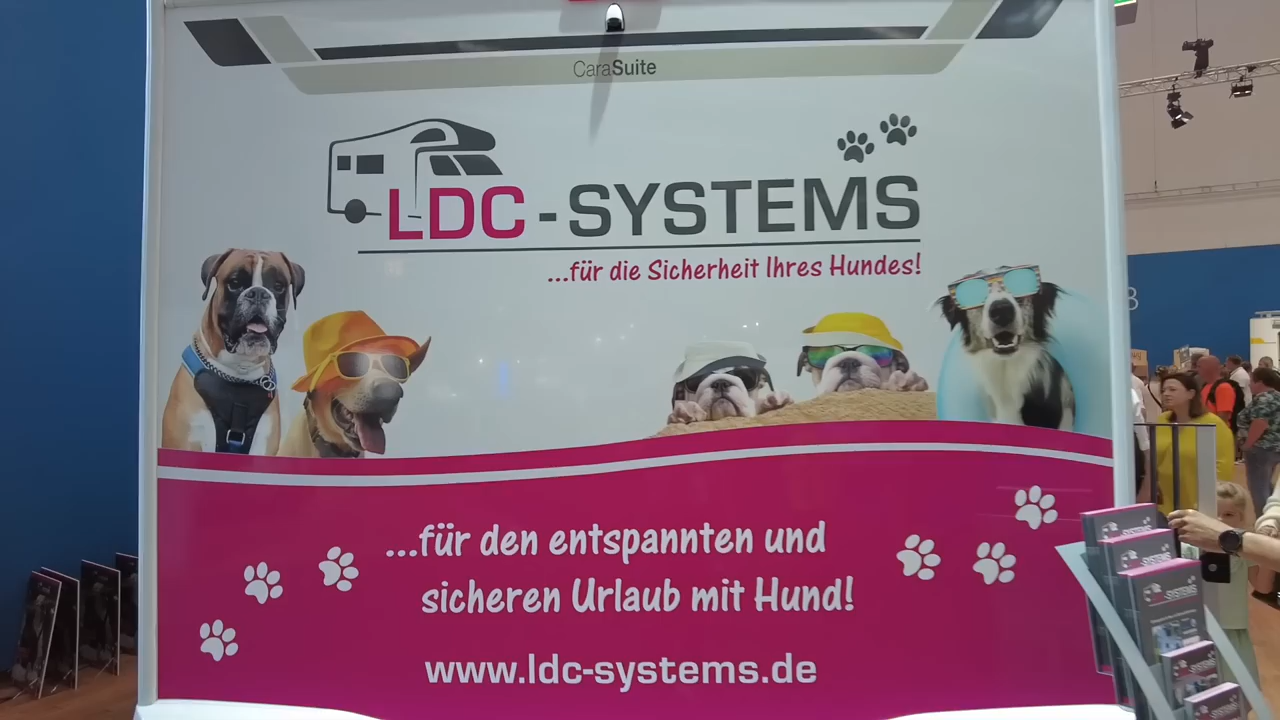 CaraSuite
LDC-SYSTEMS
...für die Sicherheit Ihres Hundes!
...für den entspannten und
sicheren Urlaub mit Hund!
www.ldc-systems.de
-SYSTEMS